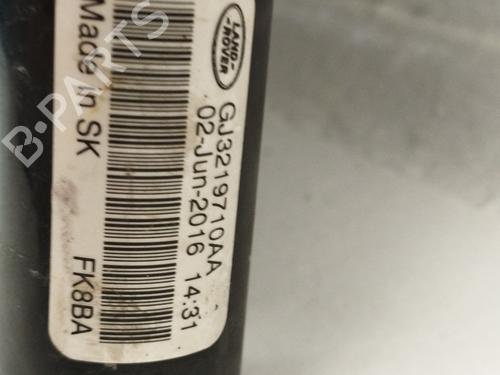 LAND-
ROVER
GJ3219710AA
02-Jun-2016 14:31
Made in SK
FK8BA
B-PARTS